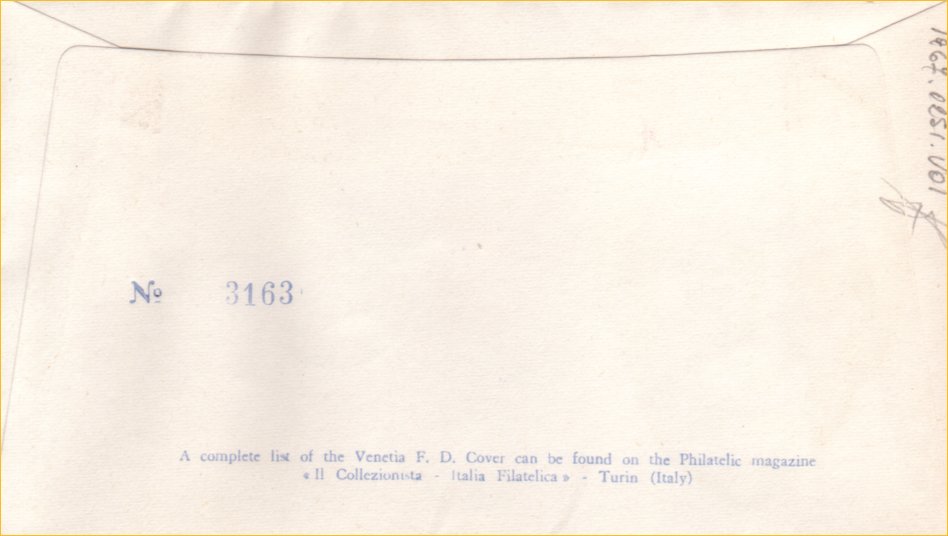 Nº 3163
A complete list of the Venetia F. D. Cover can be found on the Philatelic magazine
« Il Collezionista - Italia Filatelica » - Turin (Italy)